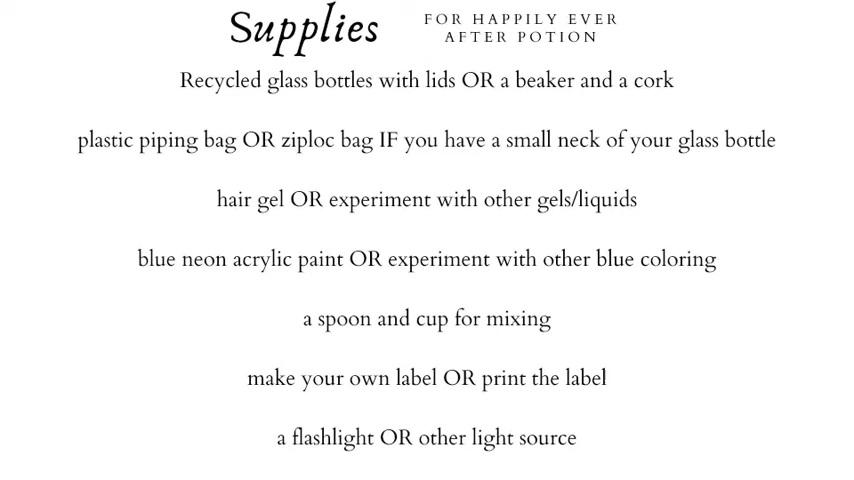 Supplies
FOR HAPPILY EVER
AFTER POTION
Recycled glass bottles with lids OR a beaker and a cork
plastic piping bag OR ziploc bag IF you have a small neck of your glass bottle
hair gel OR experiment with other gels/liquids
blue neon acrylic paint OR experiment with other blue coloring
a spoon and cup for mixing
make your own label OR print the label
a flashlight OR other light source